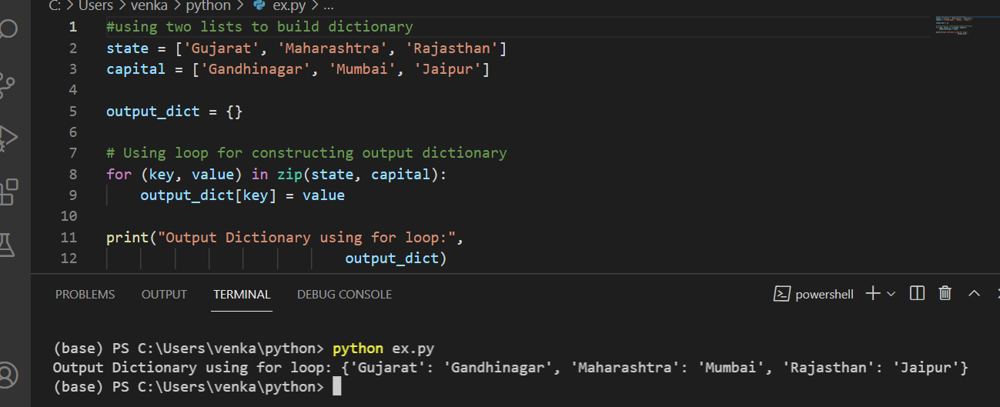 C: > Users > venka > python > ex.py > ...
1 #using two lists to build dictionary
2 state = ['Gujarat', 'Maharashtra', 'Rajasthan']
3 capital = ['Gandhinagar', 'Mumbai', 'Jaipur']
4
5 output_dict = {}
6
7 # Using loop for constructing output dictionary
8 for (key, value) in zip(state, capital):
9     output_dict[key] = value
10
11 print("Output Dictionary using for loop:",
12                             output_dict)
PROBLEMS OUTPUT TERMINAL DEBUG CONSOLE powershell
(base) PS C:\Users\venka\python> python ex.py
Output Dictionary using for loop: {'Gujarat': 'Gandhinagar', 'Maharashtra': 'Mumbai', 'Rajasthan': 'Jaipur'}
(base) PS C:\Users\venka\python>